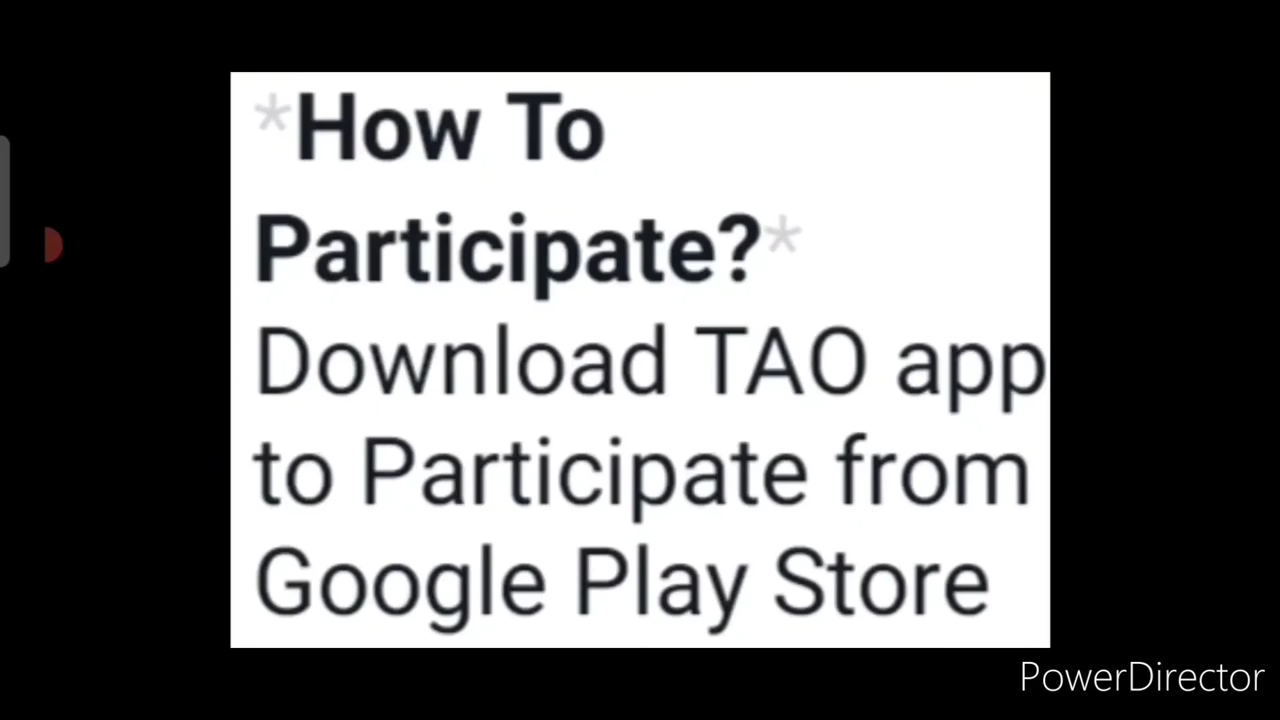 *How To
Participate?*
Download TAO app
to Participate from
Google Play Store
PowerDirector